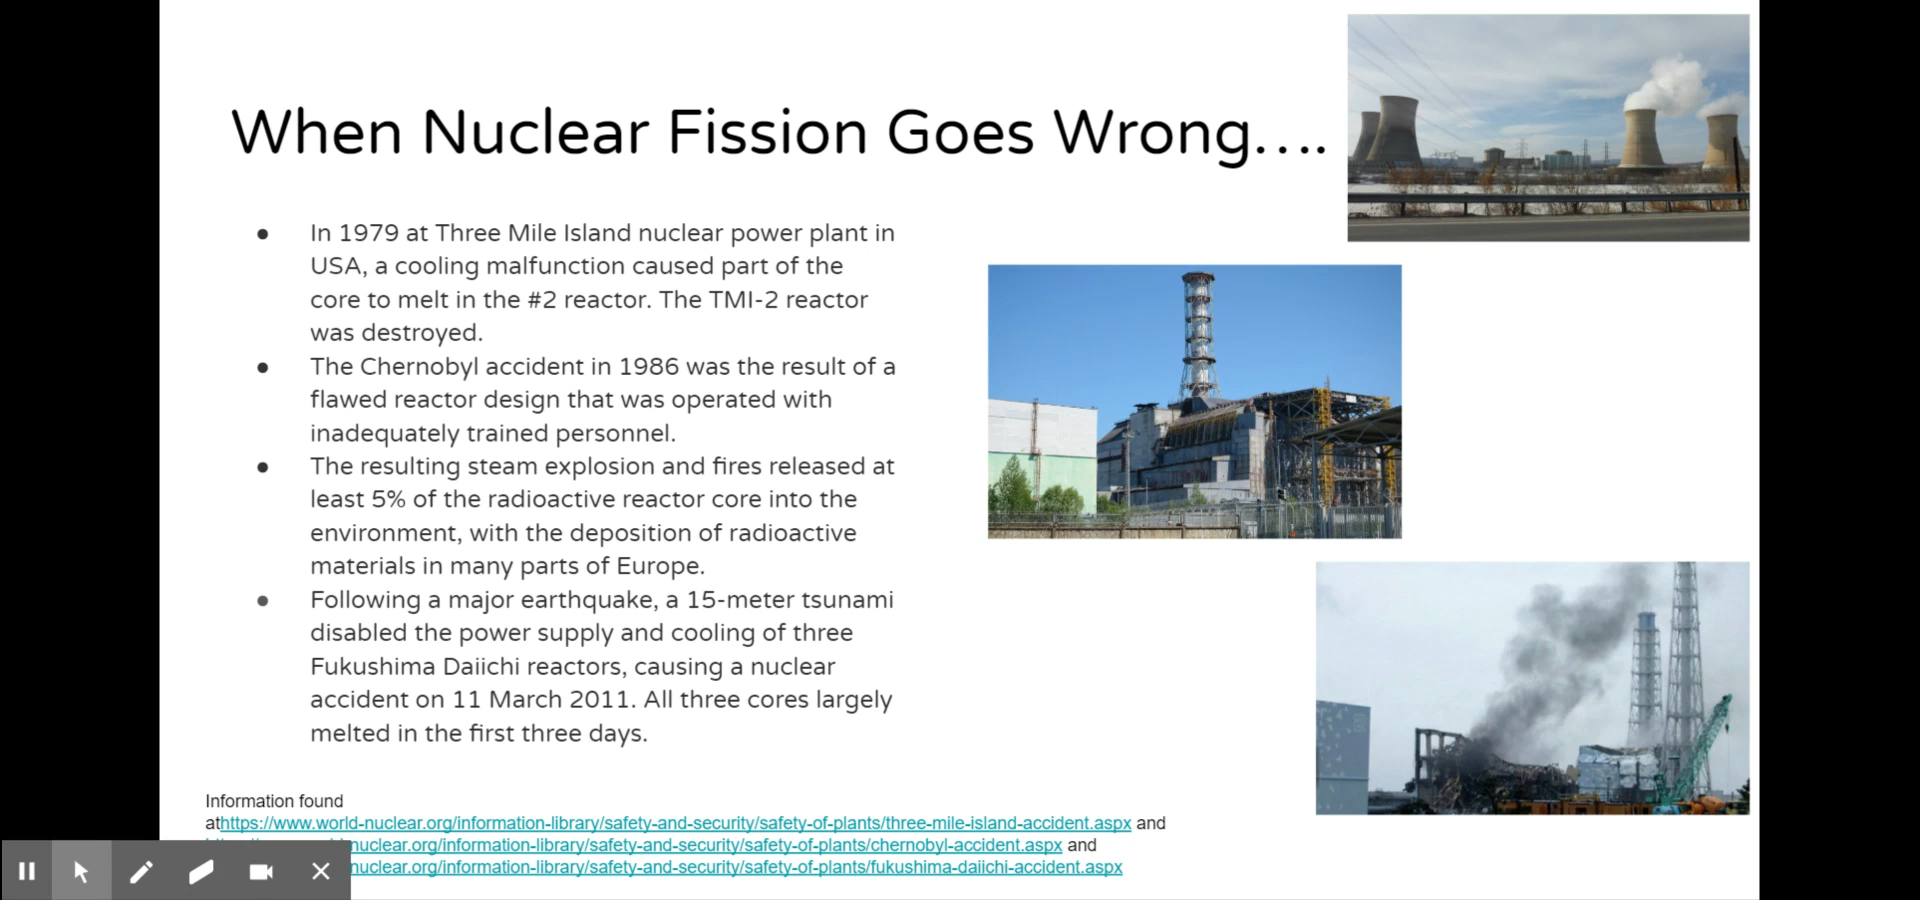 When Nuclear Fission Goes Wrong....
● In 1979 at Three Mile Island nuclear power plant in
USA, a cooling malfunction caused part of the
core to melt in the #2 reactor. The TMI-2 reactor
was destroyed.
● The Chernobyl accident in 1986 was the result of a
flawed reactor design that was operated with
inadequately trained personnel.
● The resulting steam explosion and fires released at
least 5% of the radioactive reactor core into the
environment, with the deposition of radioactive
materials in many parts of Europe.
● Following a major earthquake, a 15-meter tsunami
disabled the power supply and cooling of three
Fukushima Daiichi reactors, causing a nuclear
accident on 11 March 2011. All three cores largely
melted in the first three days.
Information found
athttps://www.world-nuclear.org/information-library/safety-and-security/safety-of-plants/three-mile-island-accident.aspx and
nuclear.org/information-library/safety-and-security/safety-of-plants/chernobyl-accident.aspx and
nuclear.org/information-library/safety-and-security/safety-of-plants/fukushima-daiichi-accident.aspx